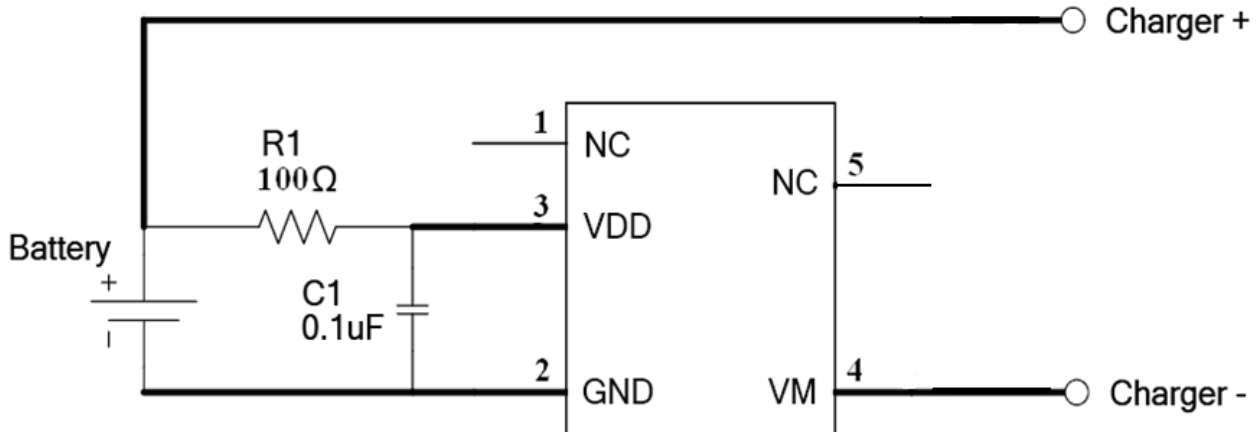 Charger +
1
NC
R1
100Ω
5
NC
3
VDD
Battery
+
C1
0.1uF
-
2
GND
VM
4
Charger -